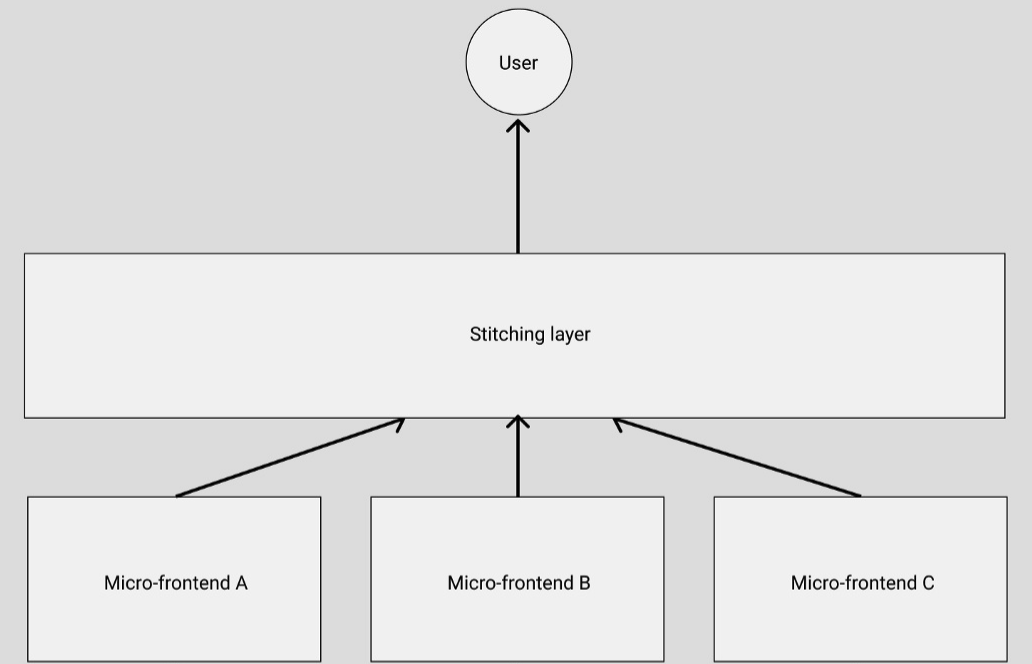 User
Stitching layer
Micro-frontend A
Micro-frontend B
Micro-frontend C